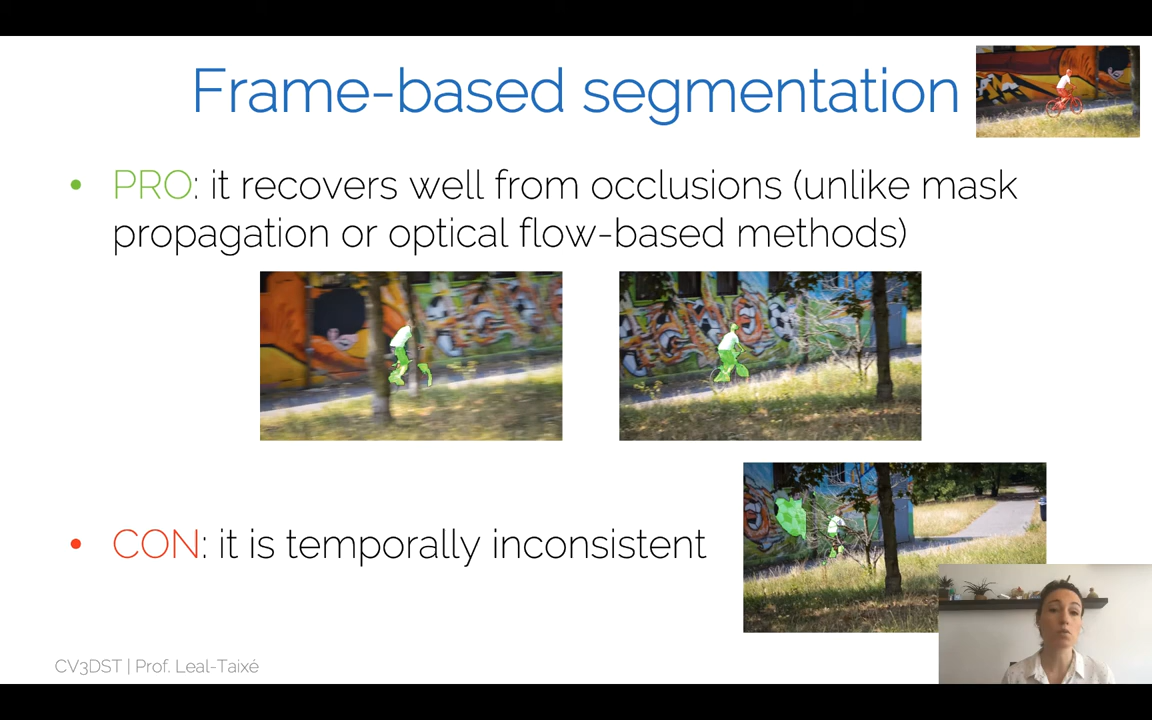 Frame-based segmentation
• PRO: it recovers well from occlusions (unlike mask
propagation or optical flow-based methods)
• CON: it is temporally inconsistent
CV3DST | Prof. Leal-Taixé